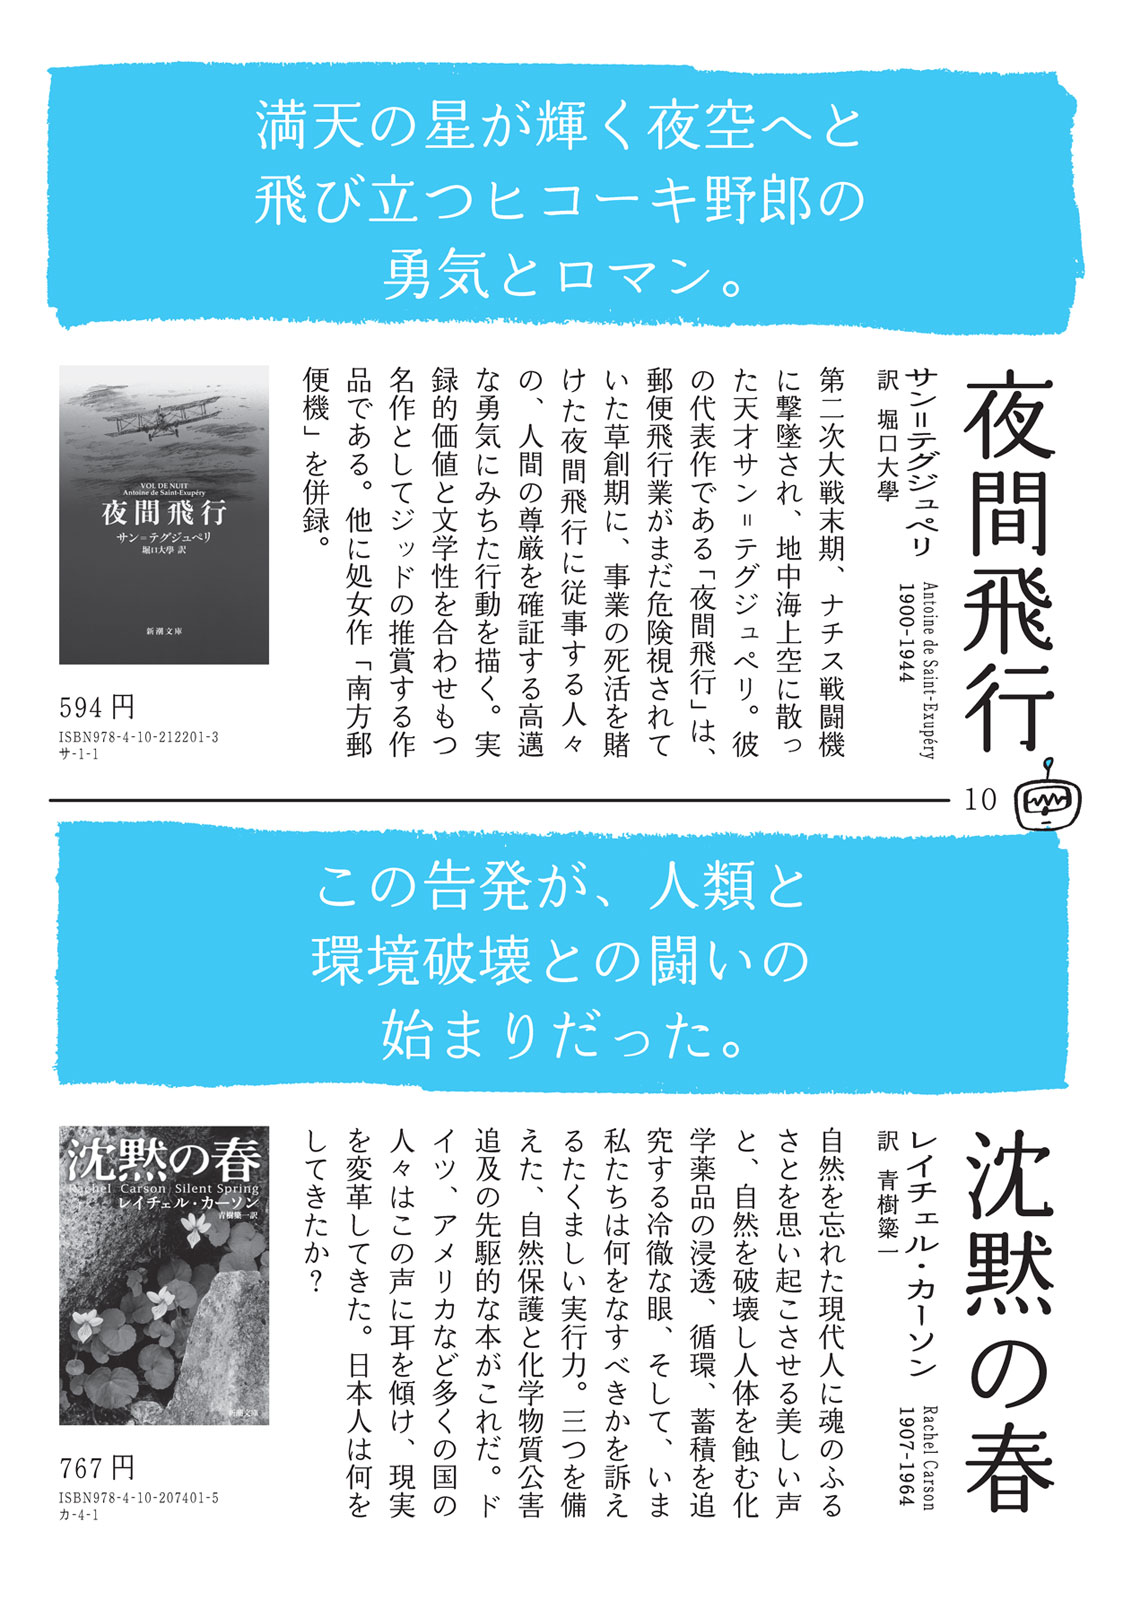 満天の星が輝く夜空へと
飛び立つヒコーキ野郎の
勇気とロマン。
夜間飛行
サン=テグジュペリ
Antoine de Saint-Exupéry
1900-1944
訳 堀口大學
第二次大戦末期、ナチス戦闘機
に撃墜され、地中海上空に散っ
た天才サン=テグジュペリ。彼
の代表作である「夜間飛行」は、
郵便飛行業がまだ危険視されて
いた草創期に、事業の死活を賭
けた夜間飛行に従事する人々
の、人間の尊厳を確証する高邁
な勇気にみちた行動を描く。実
録的価値と文学性を合わせもつ
名作としてジッドの推賞する作
品である。他に処女作「南方郵
便機」を併録。
VOL DE NUIT
Antoine de Saint-Exupéry
夜間飛行
サン=テグジュペリ
堀口大學 訳
新潮文庫
594円
ISBN978-4-10-212201-3
サ-1-1
10
この告発が、人類と
環境破壊との闘いの
始まりだった。
沈黙の春
レイチェル・カーソン
Rachel Carson
1907-1964
訳 青樹簗一
自然を忘れた現代人に魂のふる
さとを思い起こさせる美しい声
と、自然を破壊し人体を蝕む化
学薬品の浸透、循環、蓄積を追
究する冷徹な眼、そして、いま
私たちは何をなすべきかを訴え
るたくましい実行力。三つを備
えた、自然保護と化学物質公害
追及の先駆的な本がこれだ。ド
イツ、アメリカなど多くの国の
人々はこの声に耳を傾け、現実
を変革してきた。日本人は何を
してきたか?
沈黙の春
Rachel Carson Silent Spring
レイチェル・カーソン
青樹簗一訳
新潮文庫
767円
ISBN978-4-10-207401-5
カ-4-1